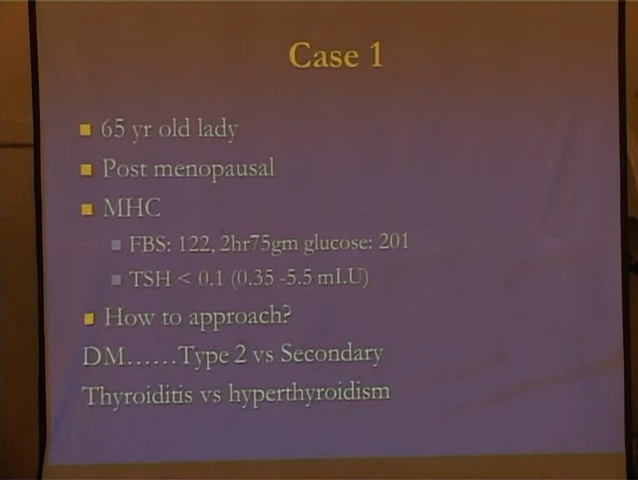 Case 1
65 yr old lady
Post menopausal
MHC
FBS: 122, 2hr75gm glucose: 201
TSH < 0.1 (0.35 -5.5 mI.U)
How to approach?
DM......Type 2 vs Secondary
Thyroiditis vs hyperthyroidism